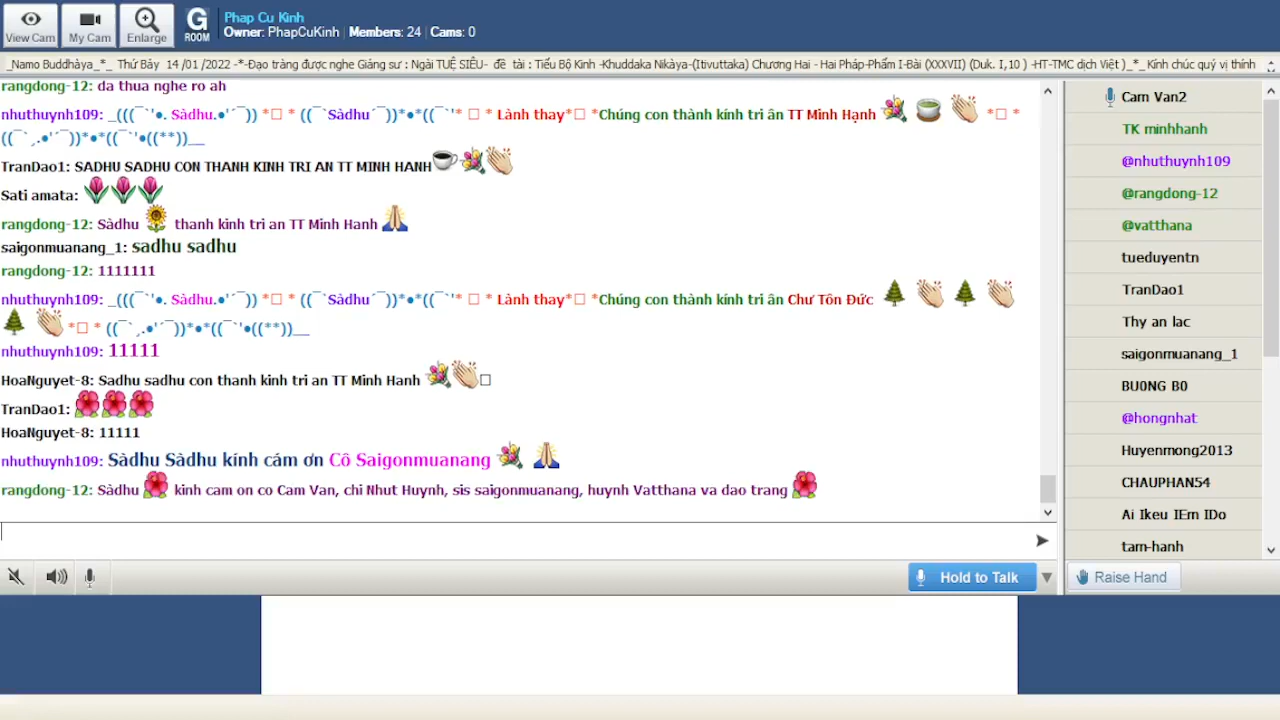 View Cam
My Cam
Enlarge
G
ROOM
Phap Cu Kinh
Owner: PhapCuKinh | Members: 24 | Cams: 0
_Namo Buddhàya_*_ Thứ Bảy 14 /01 /2022 -*-Đạo tràng được nghe Giảng sư : Ngài TUỆ SIÊU- đề tài : Tiểu Bộ Kinh -Khuddaka Nikàya-(Itivuttaka) Chương Hai - Hai Pháp-Phẩm I-Bài (XXXVII) (Duk. I,10 ) -HT-TMC dịch Việt )_*_Kính chúc quý vị thính
rangdong-12: da thua nghe ro ah
nhuthuynh109: _(((¯`'•. Sàdhu.•'´¯)) *□ * ((¯`Sàdhu´¯))*•*((¯`'* □ * Lành thay*□ *Chúng con thành kính tri ân TT Minh Hạnh 💐 🍵 👏 *□ *
((¯`¸.•'´¯))*•*((¯`'•((**))__
TranDao1: SADHU SADHU CON THANH KINH TRI AN TT MINH HANH☕💐👏
Sati amata: 🌷🌷🌷
rangdong-12: Sàdhu 🌻 thanh kinh tri an TT Minh Hanh 🙏
saigonmuanang_1: sadhu sadhu
rangdong-12: 1111111
nhuthuynh109: _(((¯`'•. Sàdhu.•'´¯)) *□ * ((¯`Sàdhu´¯))*•*((¯`'* □ * Lành thay*□ *Chúng con thành kính tri ân Chư Tôn Đức 🌲 👏 🌲 👏
🌲 👏 *□ * ((¯`¸.•'´¯))*•*((¯`'•((**))__
nhuthuynh109: 11111
HoaNguyet-8: Sadhu sadhu con thanh kinh tri an TT Minh Hanh 💐👏□
TranDao1: 🌺🌺🌺
HoaNguyet-8: 11111
nhuthuynh109: Sàdhu Sàdhu kính cám ơn Cô Saigonmuanang 💐 🙏
rangdong-12: Sàdhu 🌺 kinh cam on co Cam Van, chi Nhut Huynh, sis saigonmuanang, huynh Vatthana va dao trang 🌺
Hold to Talk
Cam Van2
TK minhhanh
@nhuthuynh109
@rangdong-12
@vatthana
tueduyentn
TranDao1
Thy an lac
saigonmuanang_1
BU0NG B0
@hongnhat
Huyenmong2013
CHAUPHAN54
Ai Ikeu IEm IDo
tam-hanh
Raise Hand